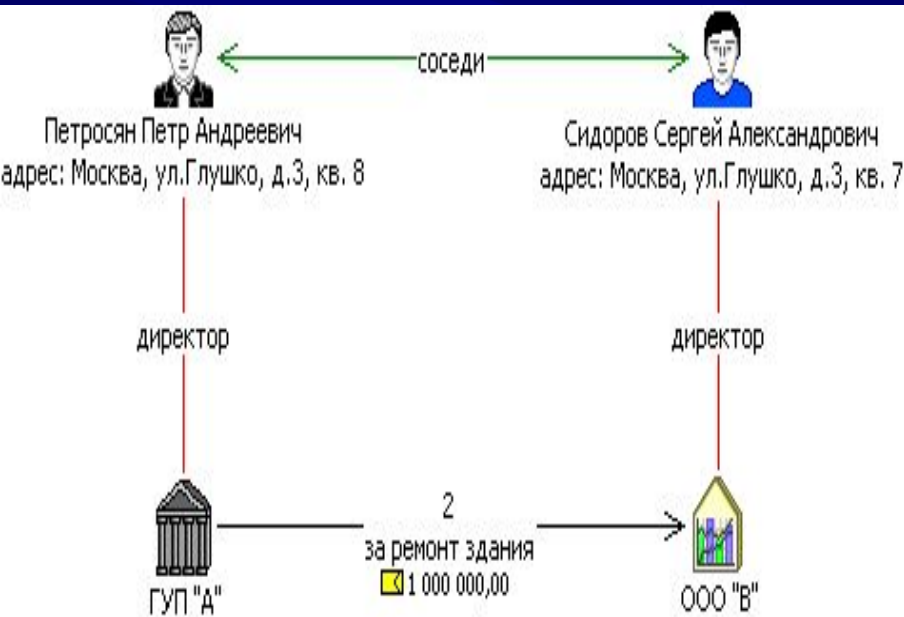 соседи
Петросян Петр Андреевич
адрес: Москва, ул.Глушко, д.3, кв. 8
Сидоров Сергей Александрович
адрес: Москва, ул.Глушко, д.3, кв. 7
директор
директор
2
за ремонт здания
1 000 000,00
ГУП "А"
ООО "В"